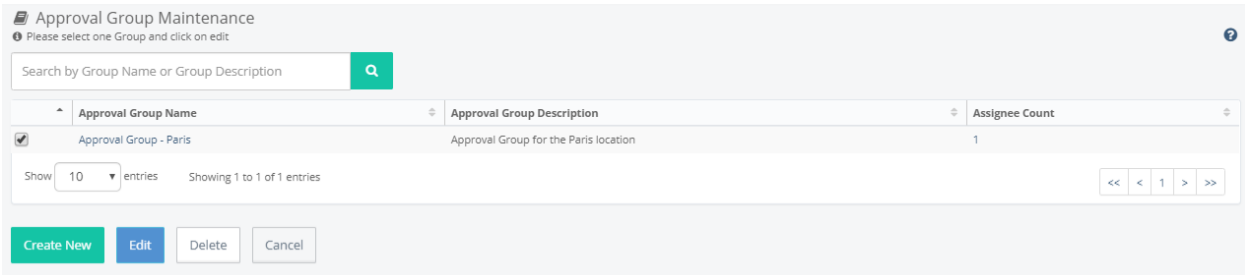 Approval Group Maintenance
Please select one Group and click on edit
Search by Group Name or Group Description
Approval Group Name Approval Group Description Assignee Count
Approval Group - Paris Approval Group for the Paris location 1
Show 10 entries Showing 1 to 1 of 1 entries << < 1 > >>
Create New Edit Delete Cancel